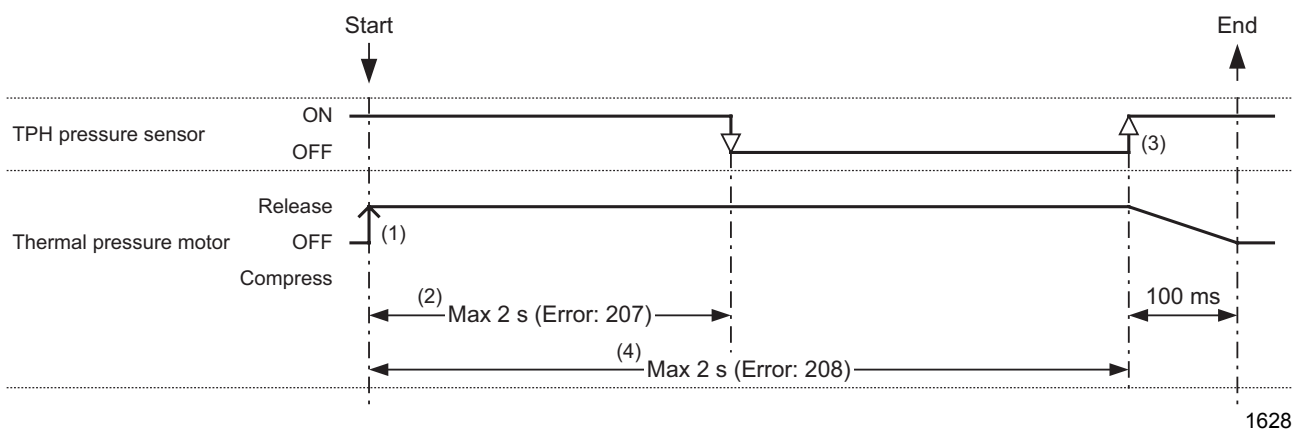 Start End
TPH pressure sensor
ON
OFF
(3)
Thermal pressure motor
Release
OFF
Compress
(1)
(2)
Max 2 s (Error: 207)
100 ms
(4)
Max 2 s (Error: 208)
1628